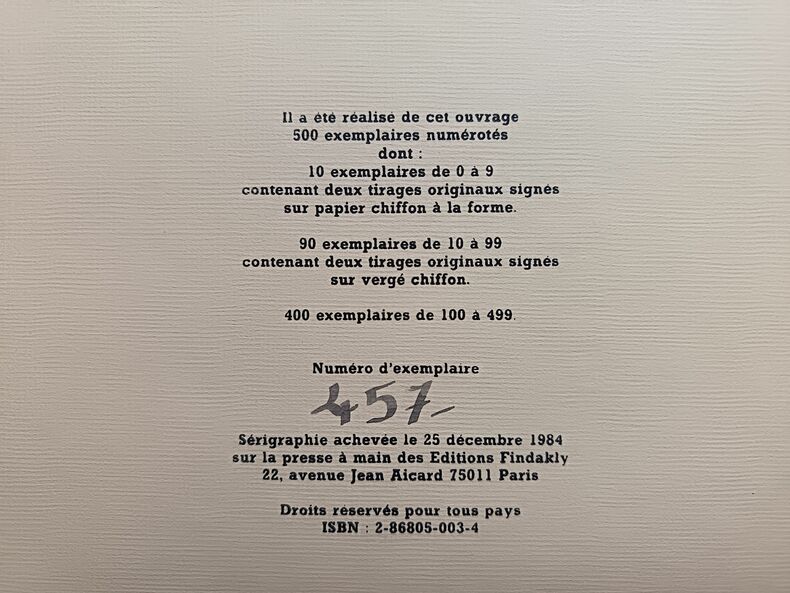 Il a été réalisé de cet ouvrage
500 exemplaires numérotés
dont :
10 exemplaires de 0 à 9
contenant deux tirages originaux signés
sur papier chiffon à la forme.
90 exemplaires de 10 à 99
contenant deux tirages originaux signés
sur vergé chiffon.
400 exemplaires de 100 à 499.
Numéro d'exemplaire
457-
Sérigraphie achevée le 25 décembre 1984
sur la presse à main des Editions Findakly
22, avenue Jean Aicard 75011 Paris
Droits réservés pour tous pays
ISBN : 2-86805-003-4